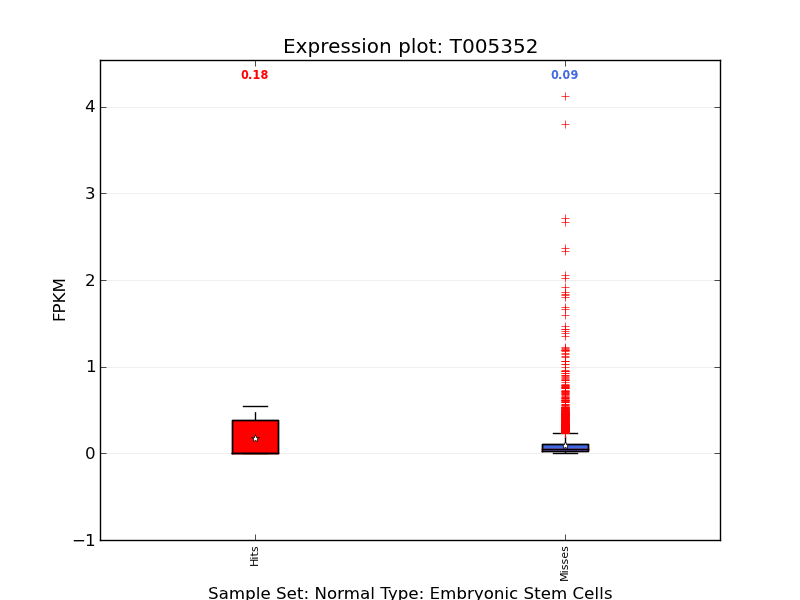 Expression plot: T005352
0.18 0.09
4
3
2
1
0
−1
FPKM
Hits
Misses
Sample Set: Normal Type: Embryonic Stem Cells